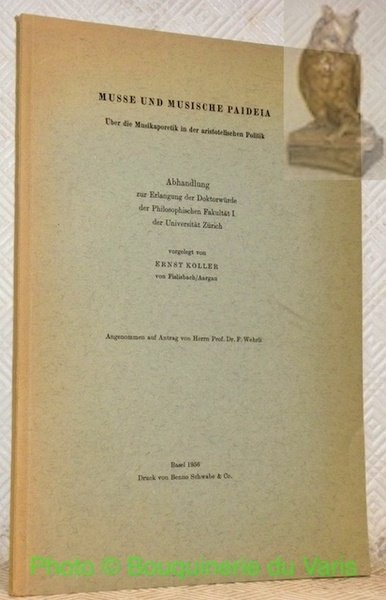 MUSSE UND MUSISCHE PAIDEIA
Über die Musikaporetik in der aristotelischen Politik
Abhandlung
zur Erlangung der Doktorwürde
der Philosophischen Fakultät I
der Universität Zürich
vorgelegt von
ERNST KOLLER
von Fislisbach/Aargau
Angenommen auf Antrag von Herrn Prof. Dr. F. Wehrli
Basel 1956
Druck von Benno Schwabe & Co.
Photo © Bouquinerie du Varis